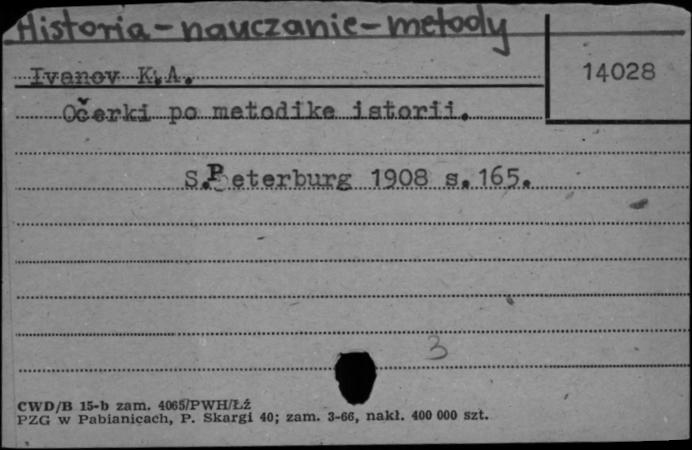 Historia-nauczanie-metody
Ivanov K.A.
14028
Očerki po metodike istorii.
S.Peterburg 1908 s.165.
3
CWD/B 15-b zam. 4065/PWH/Łż
PZG w Pabianicach, P. Skargi 40; zam. 3-66, nakł. 400 000 szt.